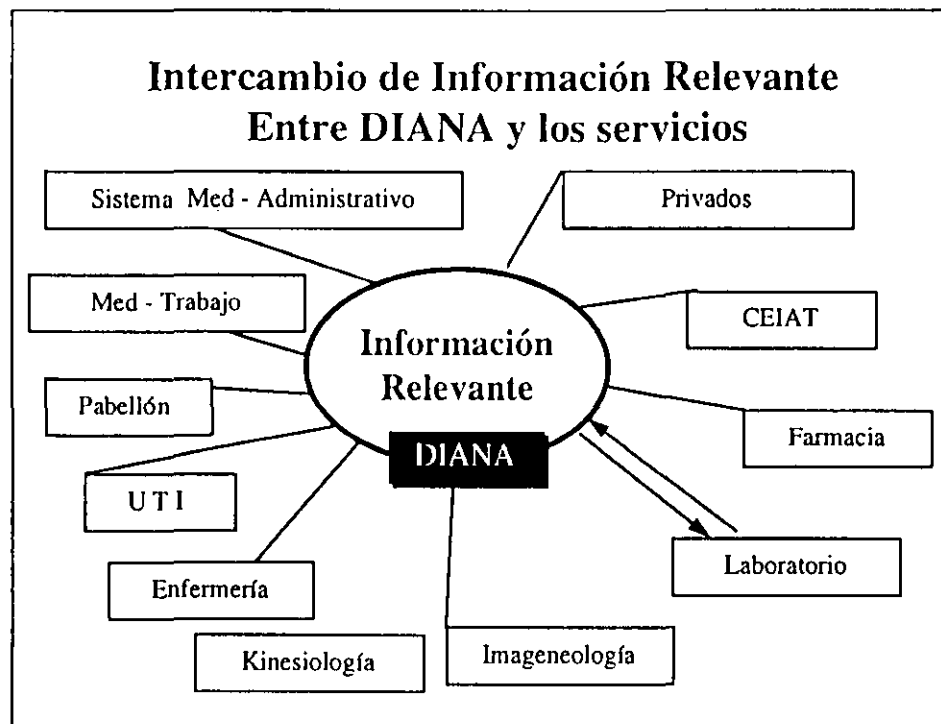 Intercambio de Información Relevante
Entre DIANA y los servicios
Sistema Med - Administrativo
Privados
Med - Trabajo
CEIAT
Información
Relevante
Pabellón
Farmacia
DIANA
U T I
Laboratorio
Enfermería
Kinesiología
Imageneología